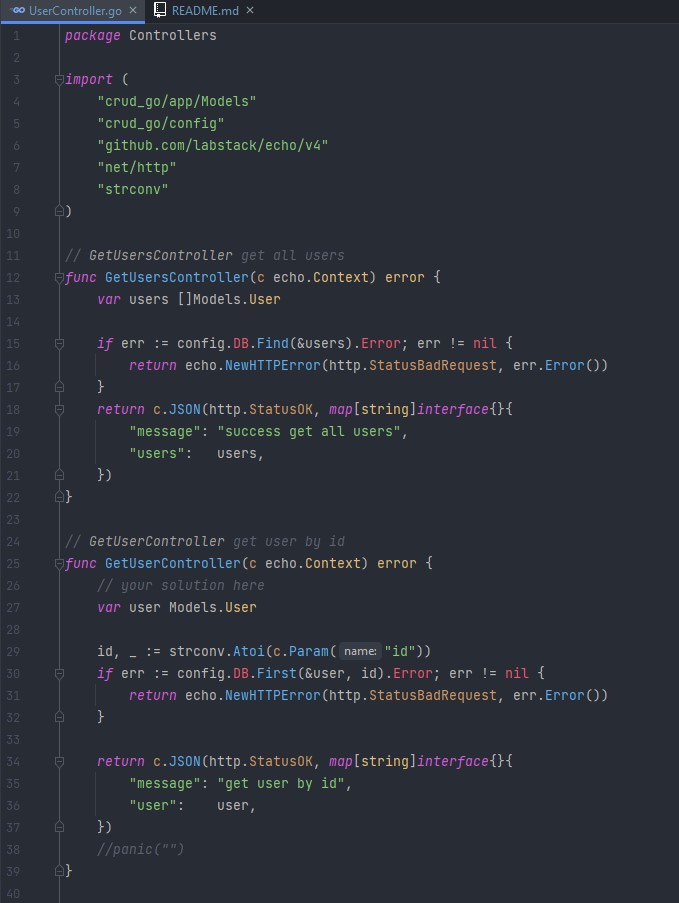 UserController.go × README.md ×
1 package Controllers
2
3 import (
4 "crud_go/app/Models"
5 "crud_go/config"
6 "github.com/labstack/echo/v4"
7 "net/http"
8 "strconv"
9 )
10
11 // GetUsersController get all users
12 func GetUsersController(c echo.Context) error {
13 var users []Models.User
14
15 if err := config.DB.Find(&users).Error; err != nil {
16 return echo.NewHTTPError(http.StatusBadRequest, err.Error())
17 }
18 return c.JSON(http.StatusOK, map[string]interface{}{
19 "message": "success get all users",
20 "users": users,
21 })
22 }
23
24 // GetUserController get user by id
25 func GetUserController(c echo.Context) error {
26 // your solution here
27 var user Models.User
28
29 id, _ := strconv.Atoi(c.Param( name: "id"))
30 if err := config.DB.First(&user, id).Error; err != nil {
31 return echo.NewHTTPError(http.StatusBadRequest, err.Error())
32 }
33
34 return c.JSON(http.StatusOK, map[string]interface{}{
35 "message": "get user by id",
36 "user": user,
37 })
38 //panic("")
39 }
40